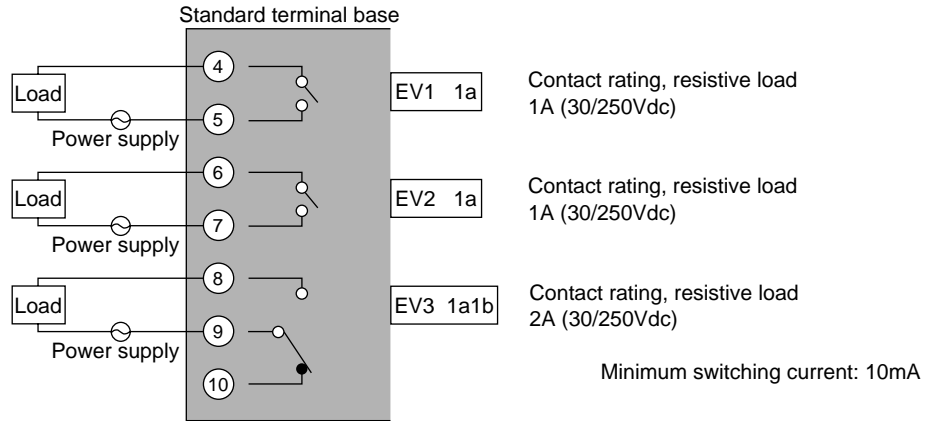 Standard terminal base
4
Load
EV1 1a
Contact rating, resistive load
1A (30/250Vdc)
5
Power supply
6
Load
EV2 1a
Contact rating, resistive load
1A (30/250Vdc)
7
Power supply
8
Load
EV3 1a1b
Contact rating, resistive load
2A (30/250Vdc)
9
Power supply
10
Minimum switching current: 10mA